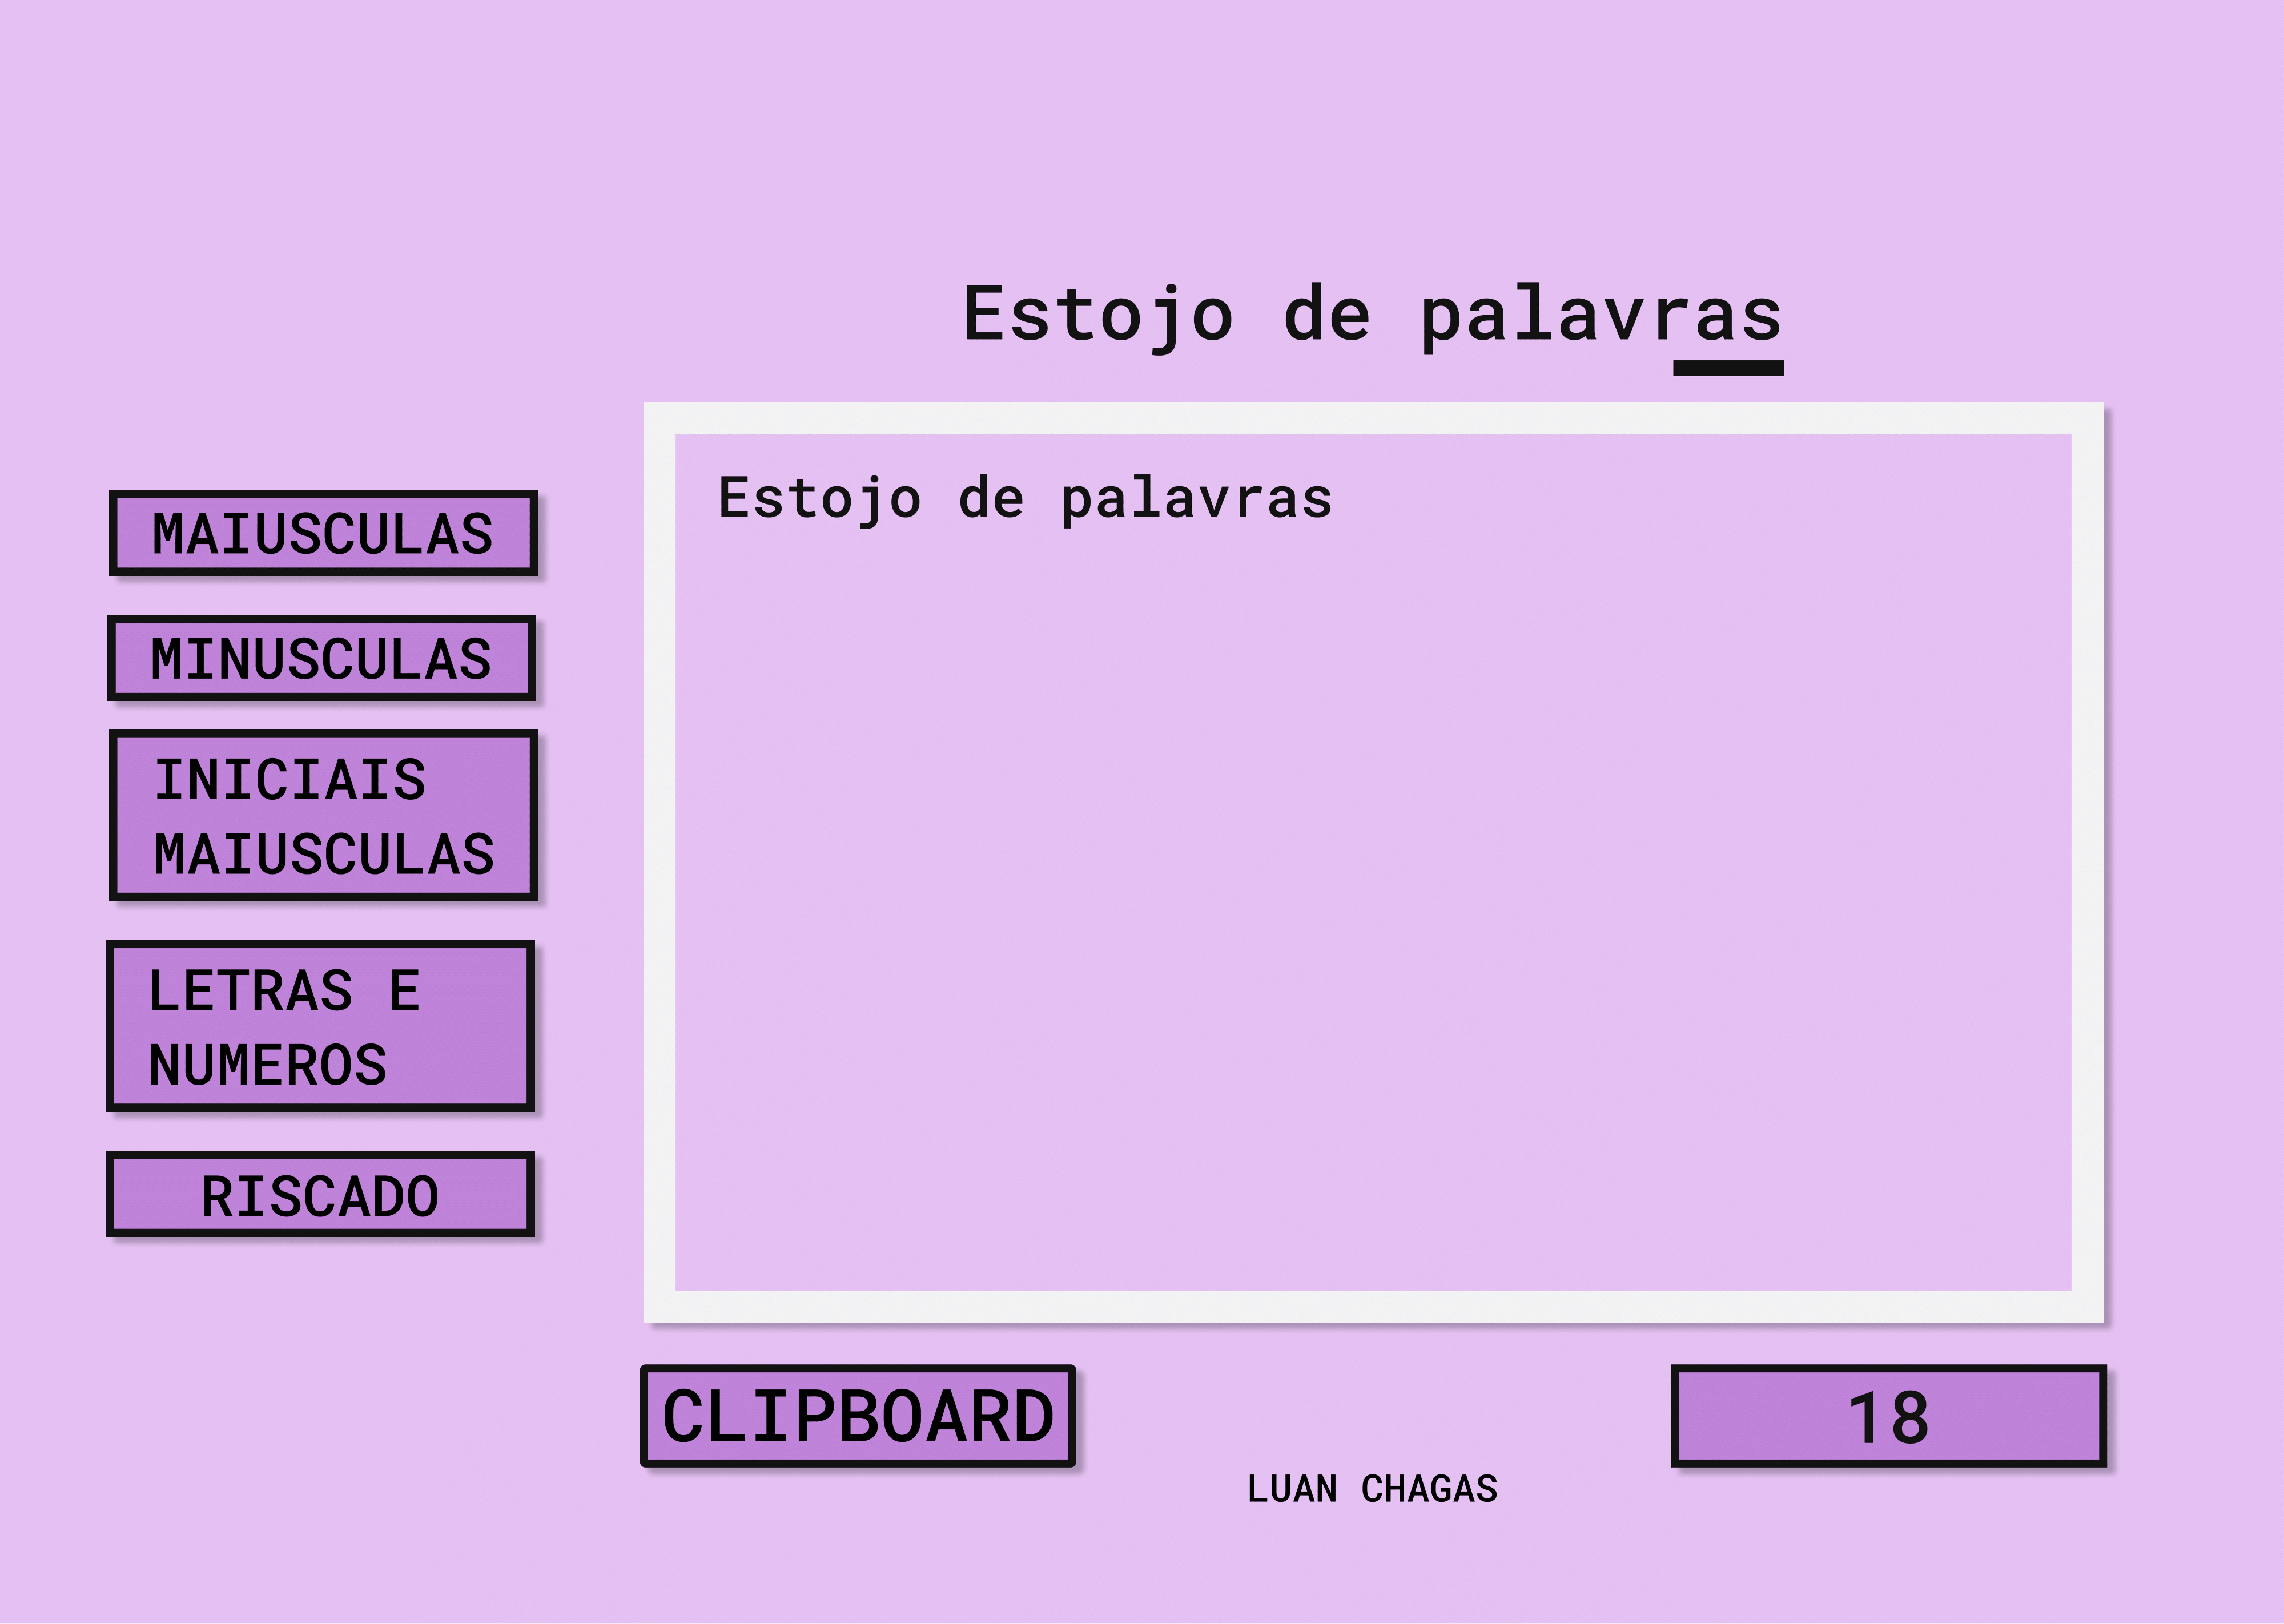 Estojo de palavras
Estojo de palavras
MAIUSCULAS
MINUSCULAS
INICIAIS
MAIUSCULAS
LETRAS E
NUMEROS
RISCADO
CLIPBOARD
18
LUAN CHAGAS